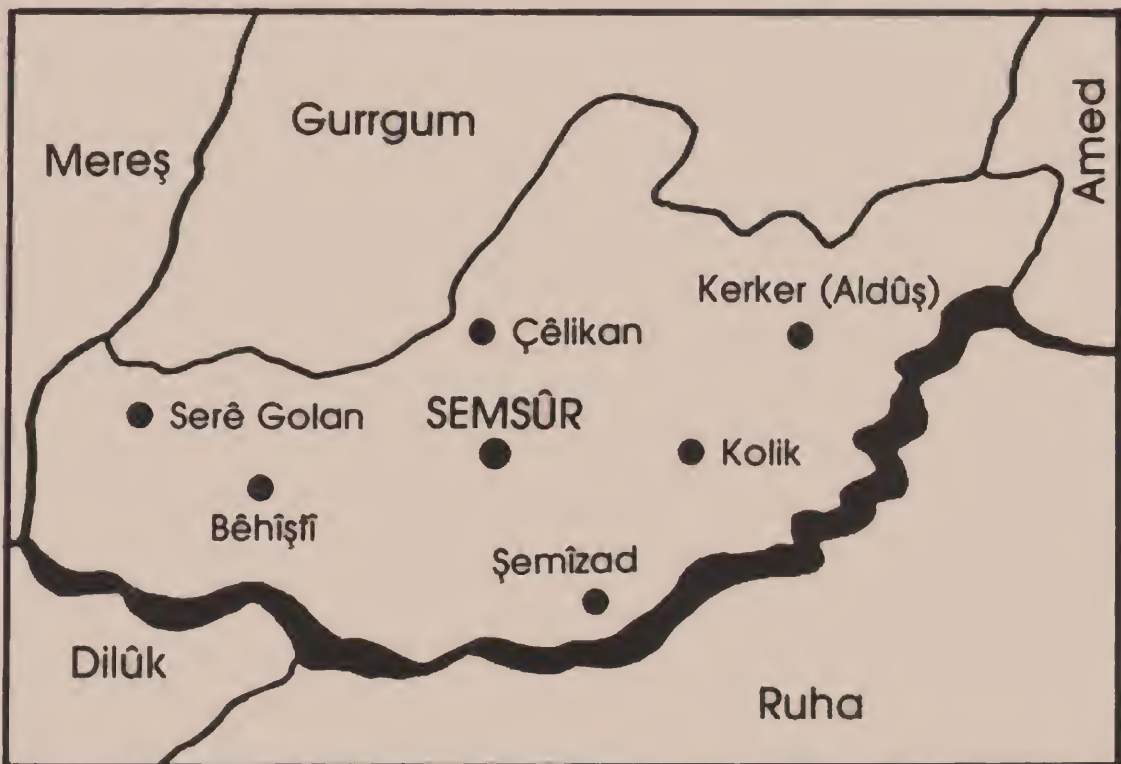 Gurrgum
Mereş
Amed
Kerker (Aldûş)
Çêlikan
Serê Golan
SEMSÛR
Kolik
Bêhîştî
Şemîzad
Dilûk
Ruha